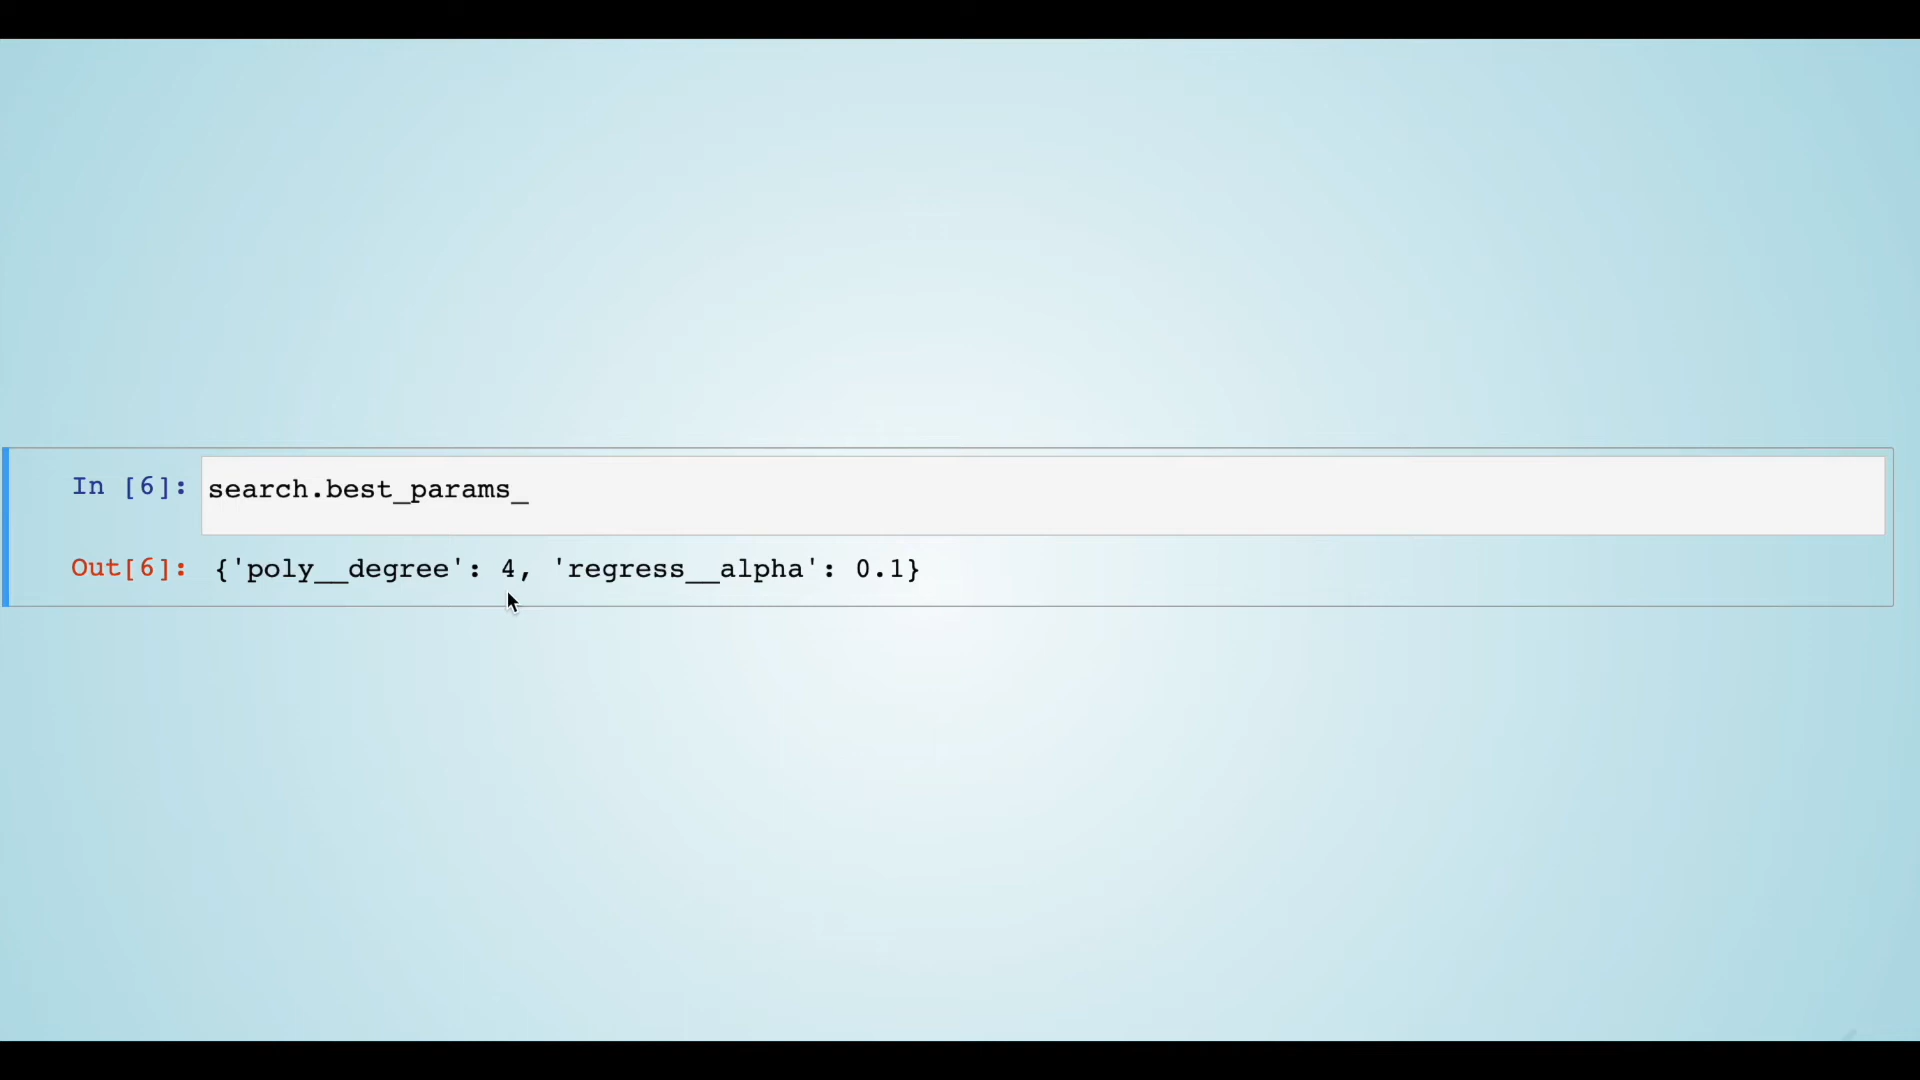 In [6]: search.best_params_
Out[6]: {'poly__degree': 4, 'regress__alpha': 0.1}